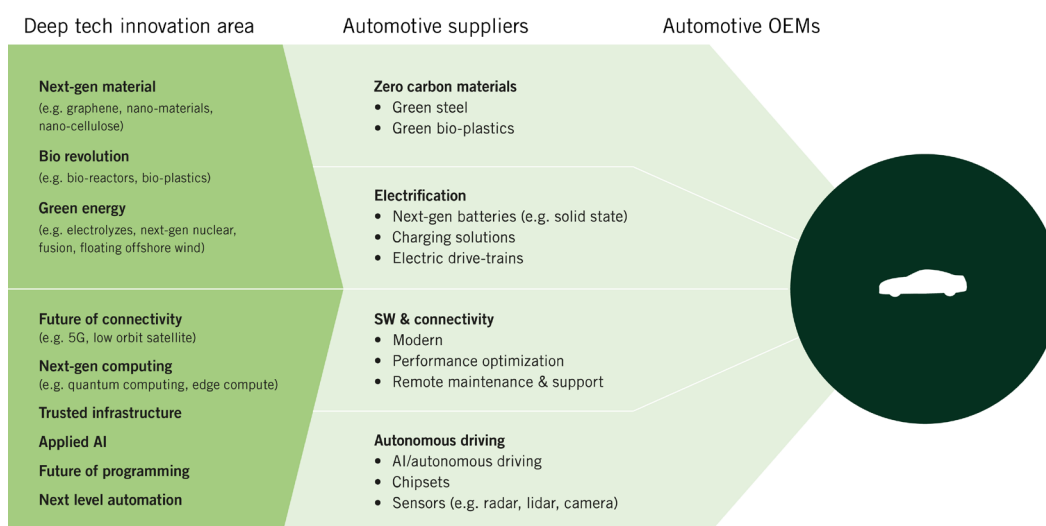 Deep tech innovation area
Automotive suppliers
Automotive OEMs
Next-gen material
(e.g. graphene, nano-materials,
nano-cellulose)
Bio revolution
(e.g. bio-reactors, bio-plastics)
Green energy
(e.g. electrolyzes, next-gen nuclear,
fusion, floating offshore wind)
Future of connectivity
(e.g. 5G, low orbit satellite)
Next-gen computing
(e.g. quantum computing, edge compute)
Trusted infrastructure
Applied AI
Future of programming
Next level automation
Zero carbon materials
• Green steel
• Green bio-plastics
Electrification
• Next-gen batteries (e.g. solid state)
• Charging solutions
• Electric drive-trains
SW & connectivity
• Modern
• Performance optimization
• Remote maintenance & support
Autonomous driving
• AI/autonomous driving
• Chipsets
• Sensors (e.g. radar, lidar, camera)